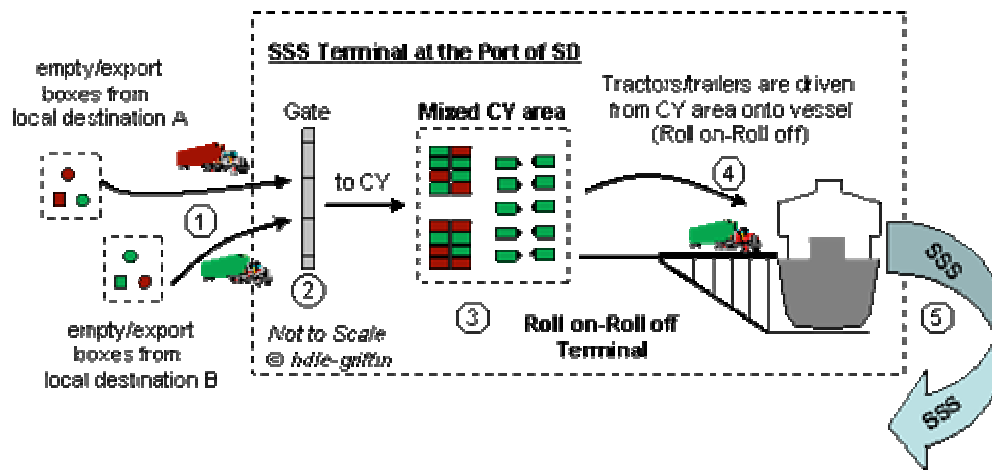 SSS Terminal at the Port of SD
empty/export
boxes from
local destination A
Gate
Mixed CY area
Tractors/trailers are driven
from CY area onto vessel
(Roll on-Roll off)
to CY
1
2
3
4
5
SSS
SSS
Not to Scale
© hdle-griffin
Roll on-Roll off
Terminal
empty/export
boxes from
local destination B